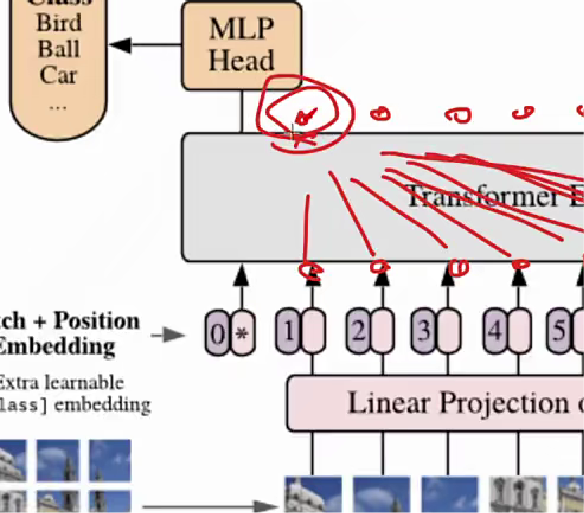 Class
Bird
Ball
Car
...
MLP
Head
Transformer E
tch + Position
Embedding
0 * 1 2 3 4 5
Extra learnable
lass] embedding
Linear Projection o